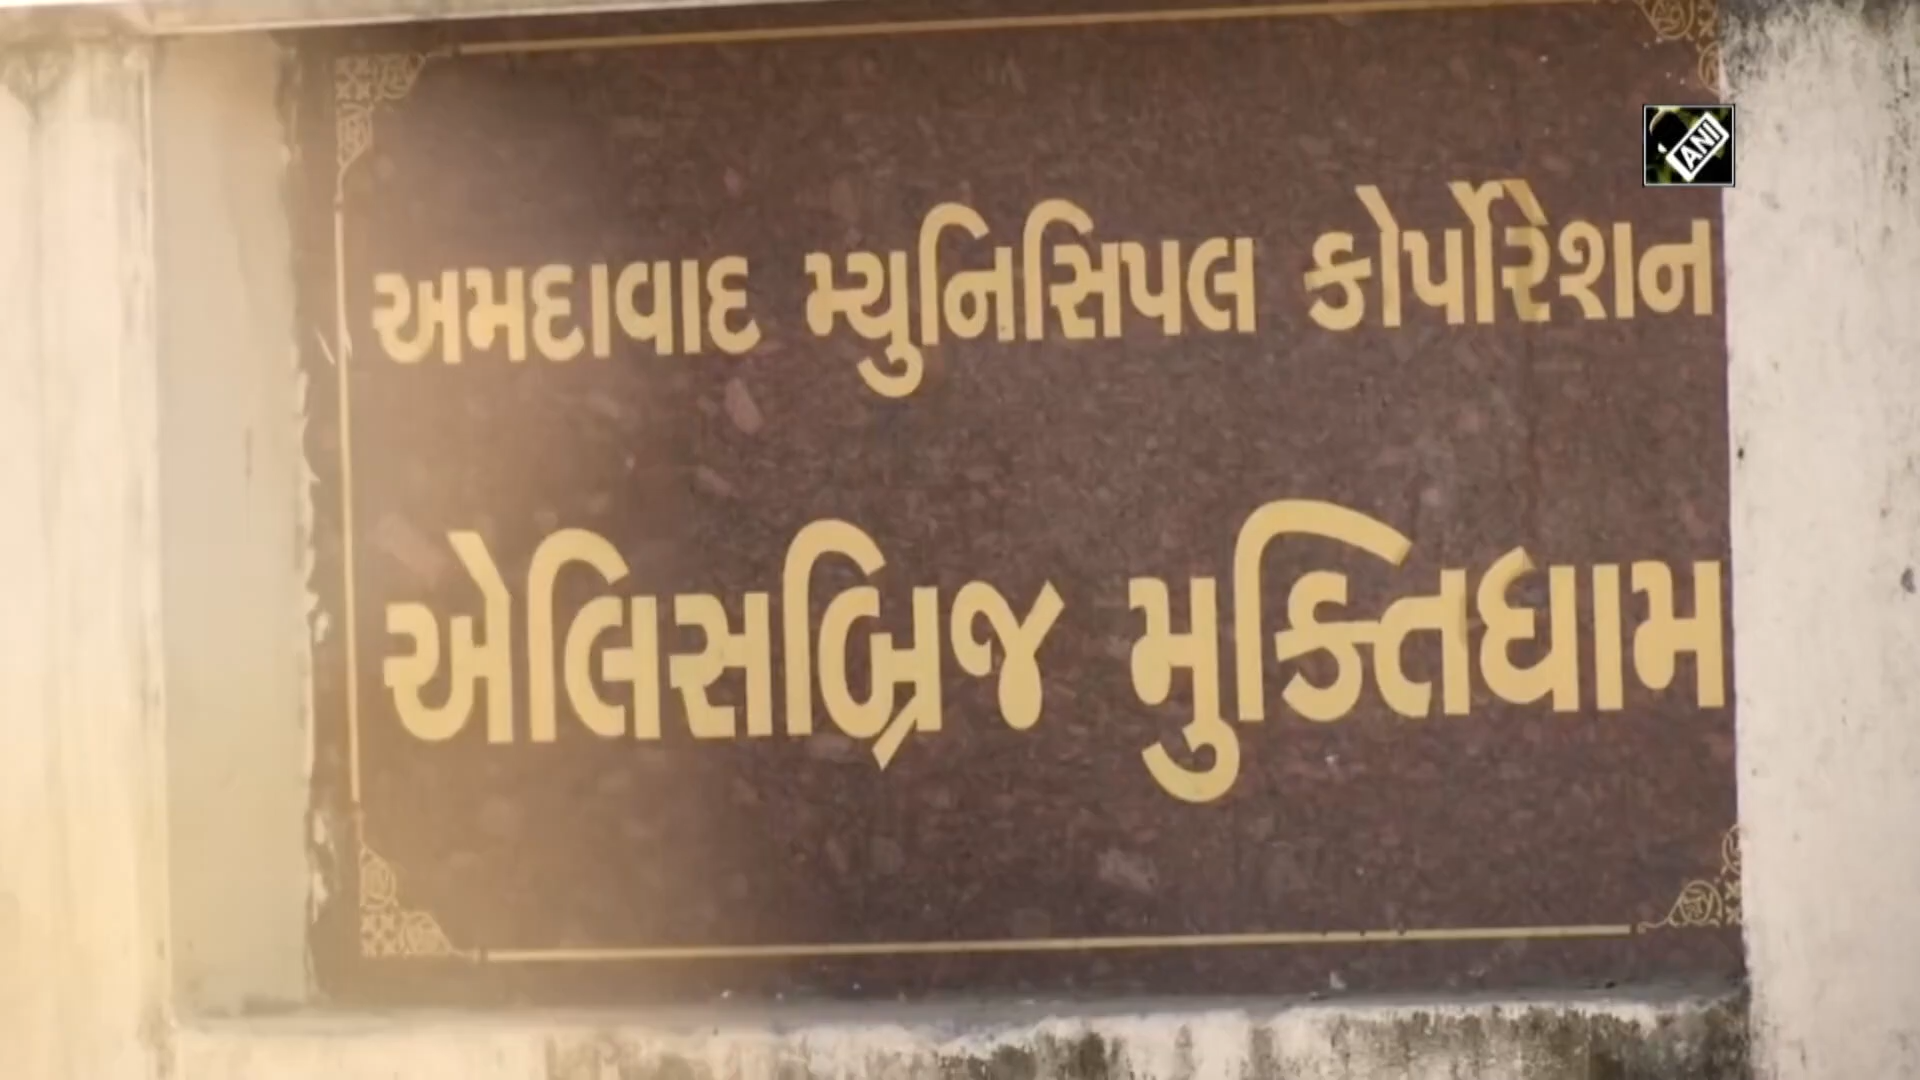 ANI
અમદાવાદ મ્યુનિસિપલ કોર્પોરેશન
એલિસબ્રિજ મુક્તિધામ